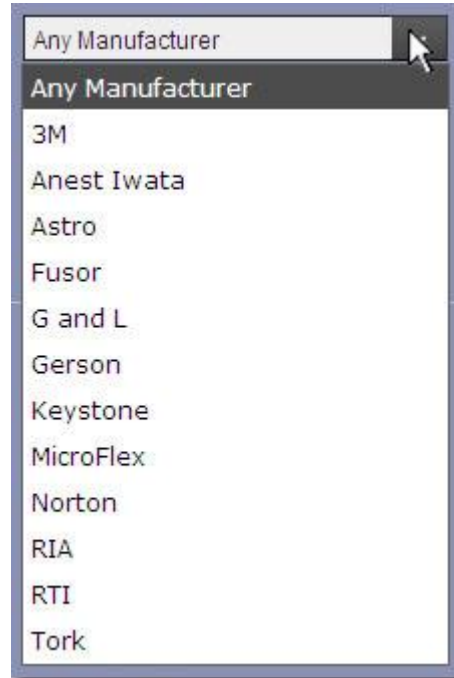 Any Manufacturer
Any Manufacturer
3M
Anest Iwata
Astro
Fusor
G and L
Gerson
Keystone
MicroFlex
Norton
RIA
RTI
Tork